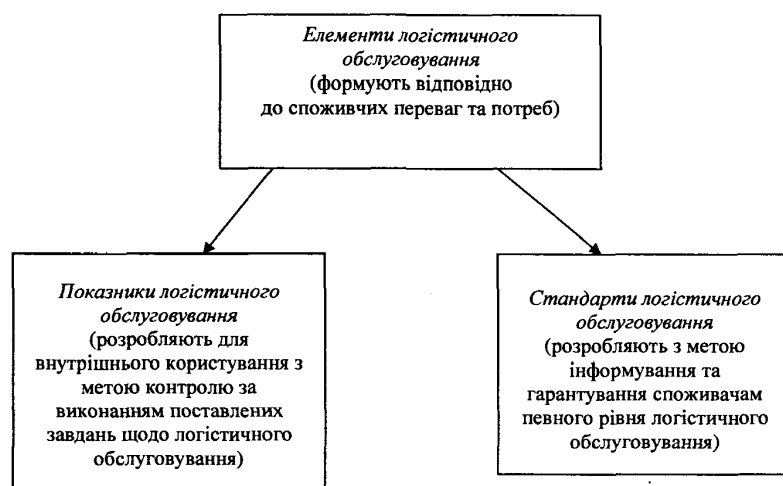 Елементи логістичного
обслуговування
(формують відповідно
до споживчих переваг та потреб)
Показники логістичного
обслуговування
(розробляють для
внутрішнього користування з
метою контролю за
виконанням поставлених
завдань щодо логістичного
обслуговування)
Стандарти логістичного
обслуговування
(розробляють з метою
інформування та
гарантування споживачам
певного рівня логістичного
обслуговування)